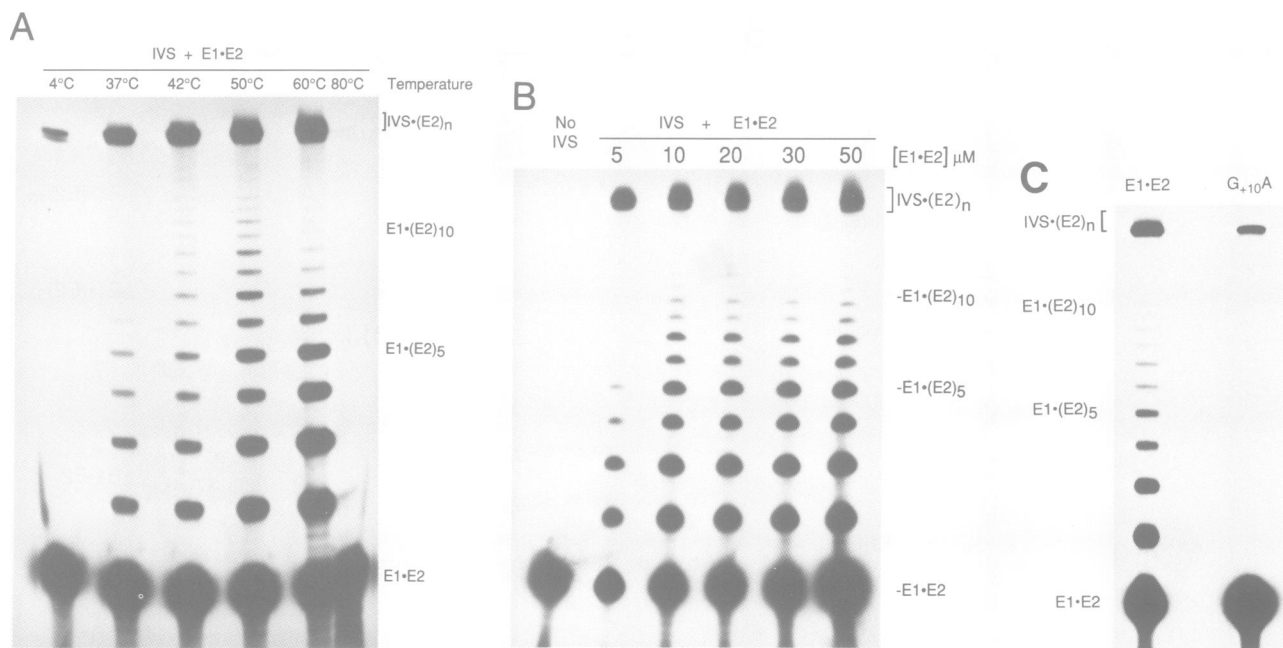 A
IVS + E1•E2
4°C 37°C 42°C 50°C 60°C 80°C Temperature
]IVS•(E2)n
E1•(E2)10
E1•(E2)5
E1•E2
B
No
IVS
IVS + E1•E2
5 10 20 30 50 [E1•E2] µM
]IVS•(E2)n
-E1•(E2)10
-E1•(E2)5
-E1•E2
C
E1•E2 G+10A
IVS•(E2)n [
E1•(E2)10
E1•(E2)5
E1•E2